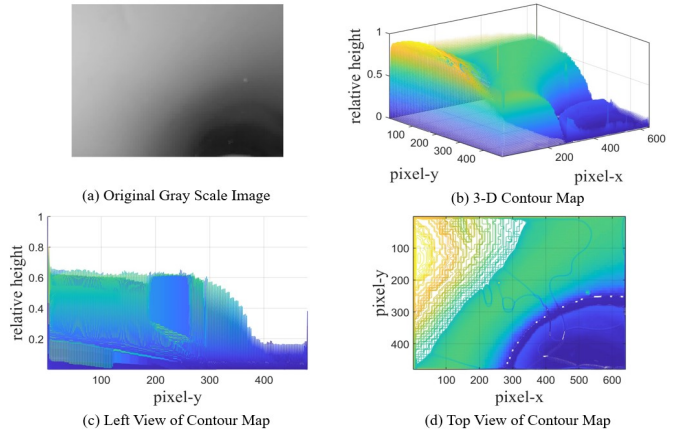 1
0.5
0
relative height
100
200
300
400
pixel-y
200
400
600
pixel-x
(a) Original Gray Scale Image
(b) 3-D Contour Map
1
0.8
0.6
0.4
0.2
relative height
100
200
300
400
pixel-y
100
200
300
400
pixel-y
100
200
300
400
500
600
pixel-x
(c) Left View of Contour Map
(d) Top View of Contour Map